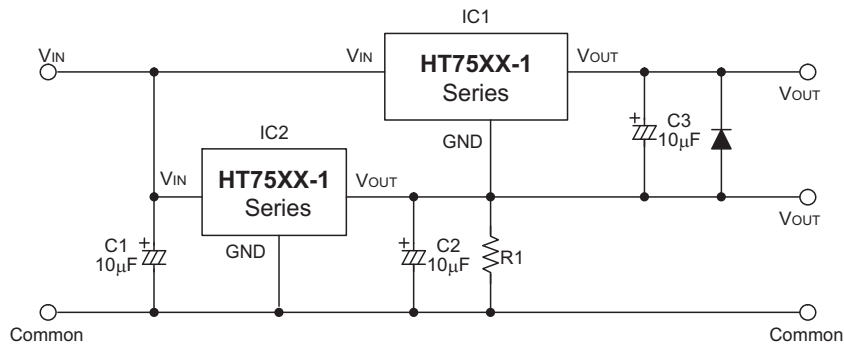 IC1
VIN
VIN
HT75XX-1
Series
VOUT
VOUT
GND
C3
10μF
IC2
VIN
HT75XX-1
Series
VOUT
VOUT
GND
C1
10μF
C2
10μF
R1
Common
Common
+
+
+